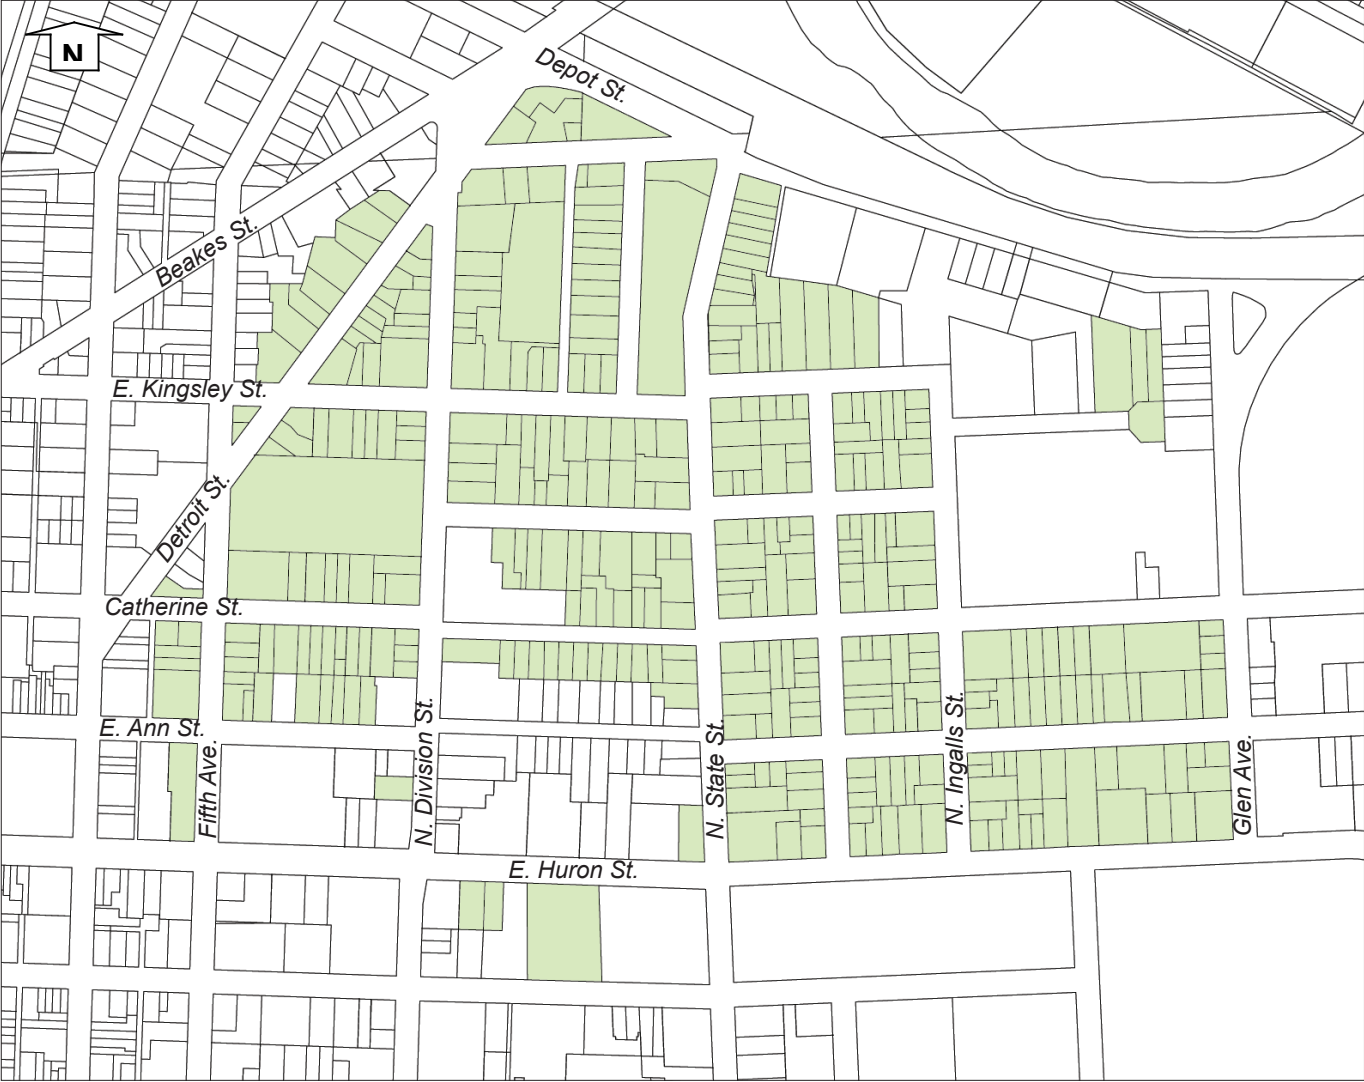 N
Depot St.
Beakes St.
E. Kingsley St.
Detroit St.
Catherine St.
E. Ann St.
Fifth Ave.
N. Division St.
N. State St.
N. Ingalls St.
Glen Ave.
E. Huron St.